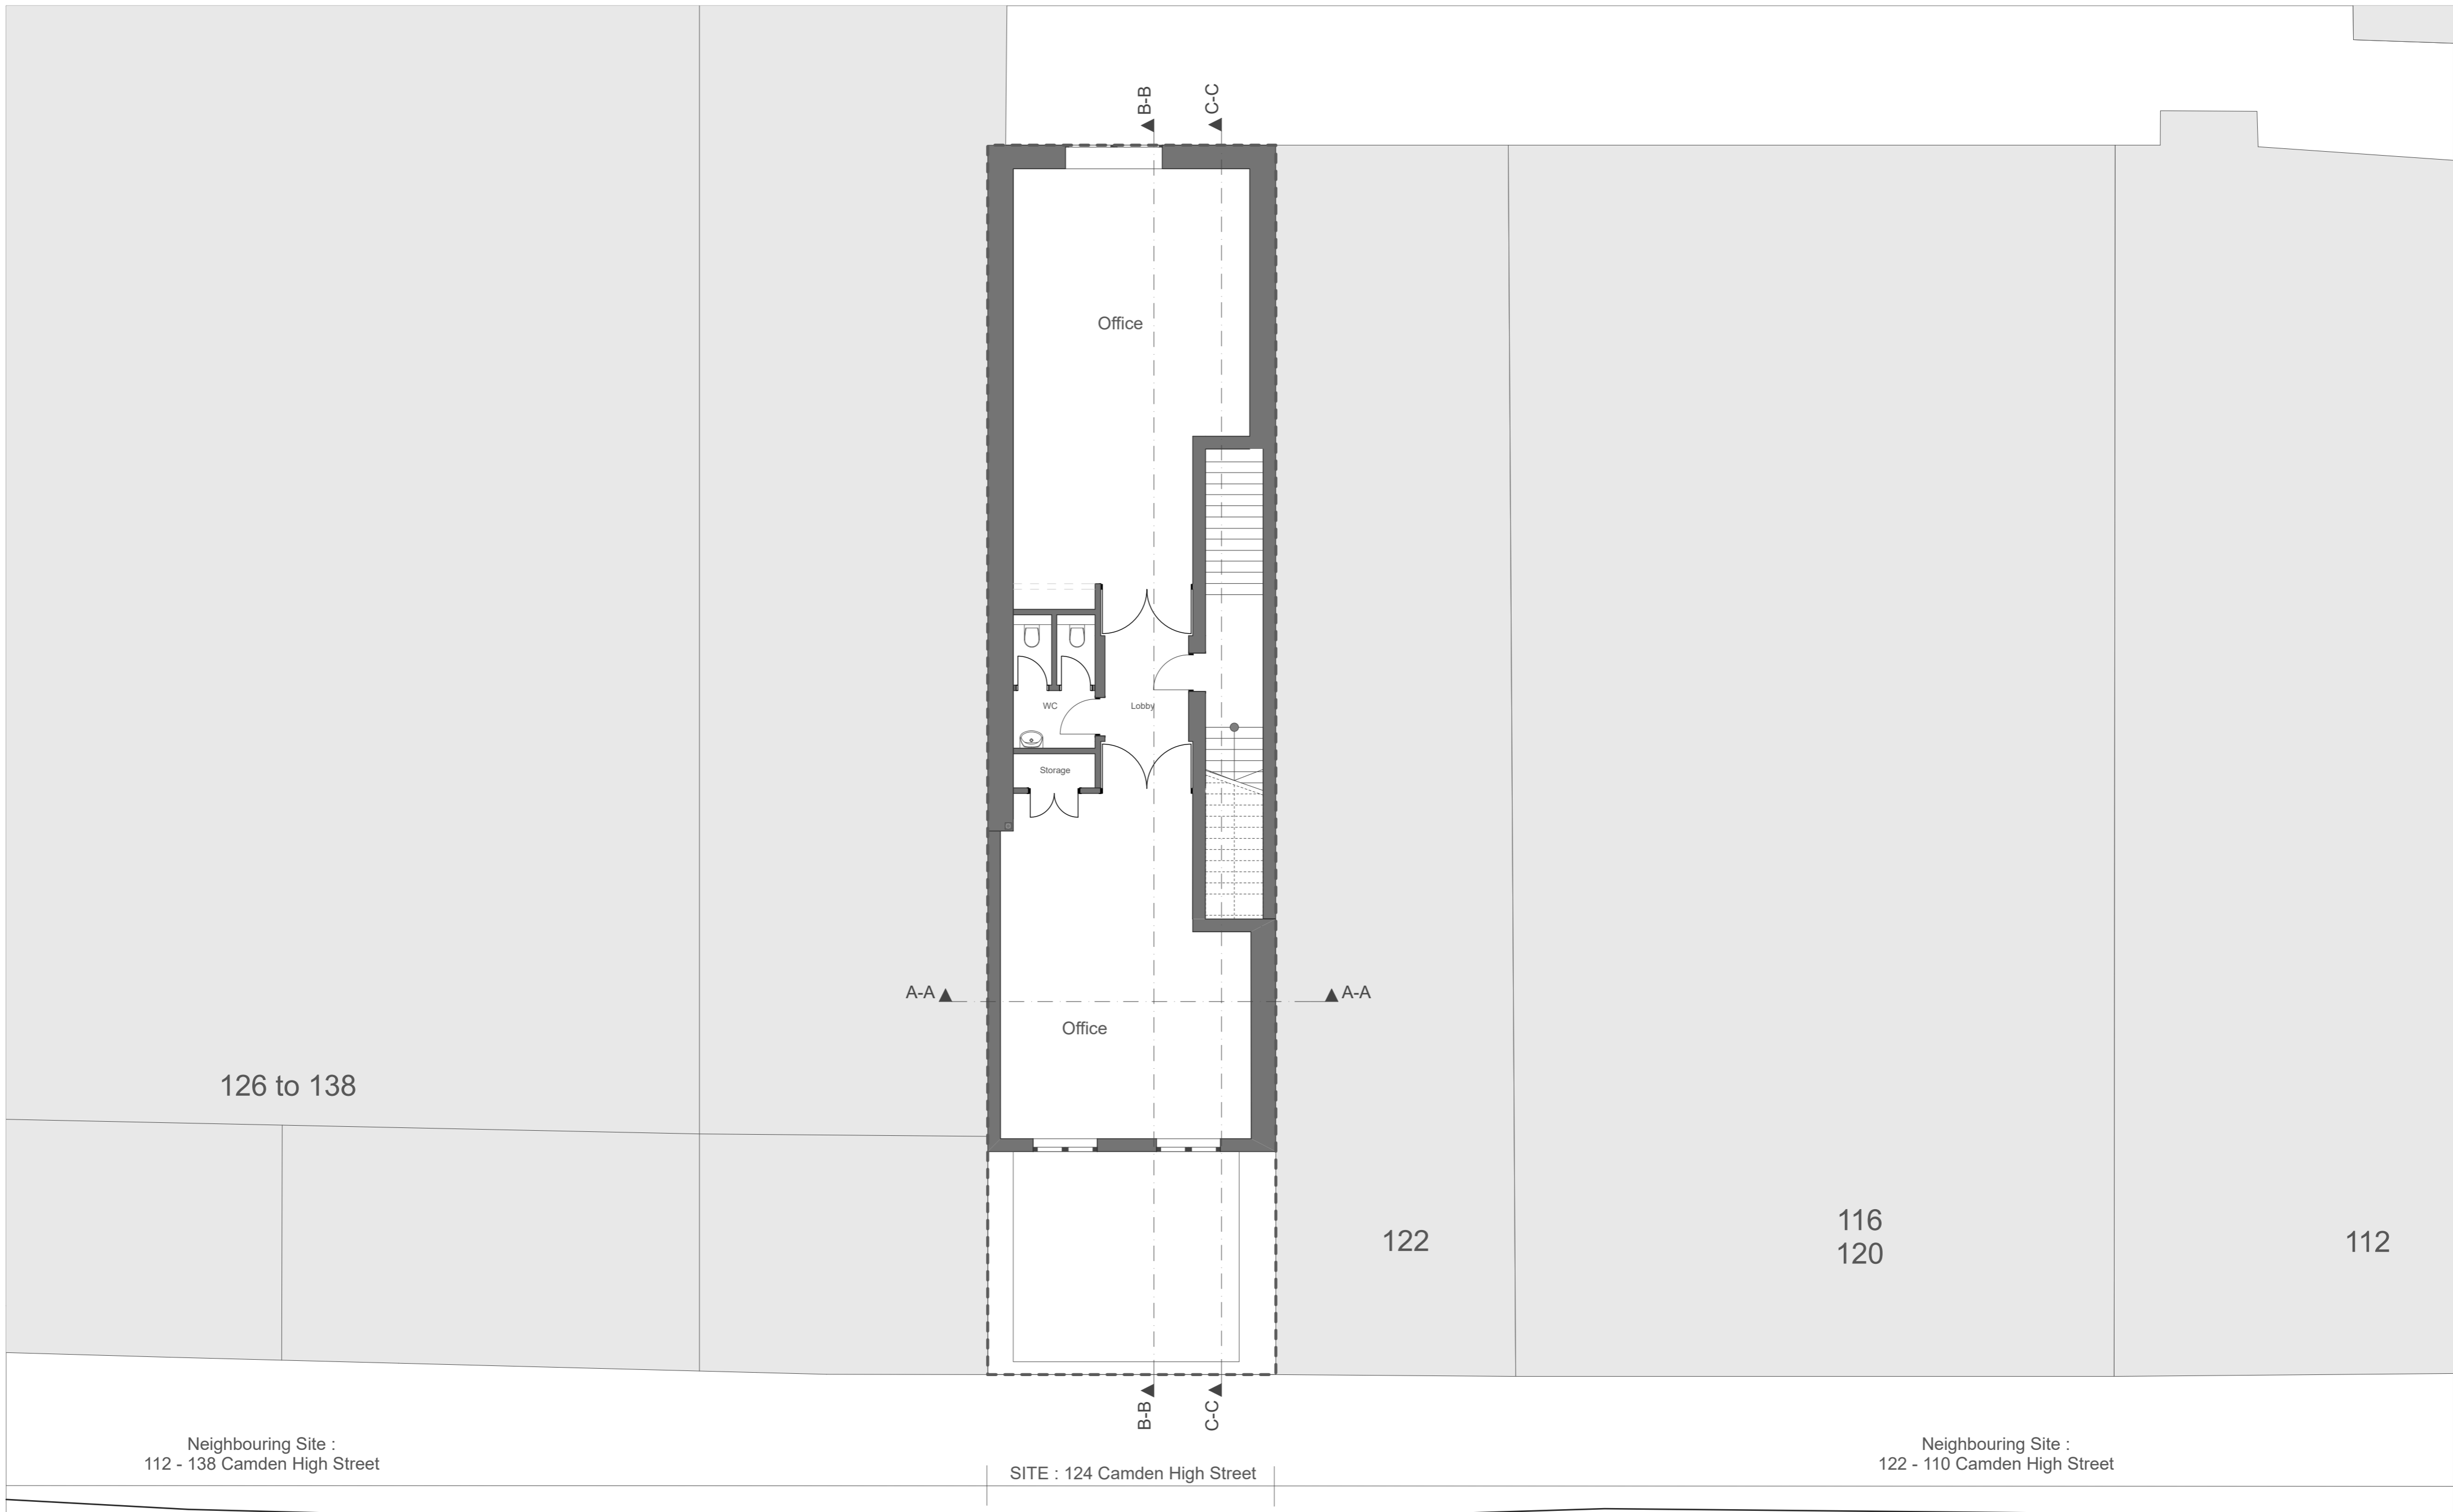 B-B
C-C
Office
WC
Lobby
Storage
A-A
A-A
Office
126 to 138
122
116
120
112
B-B
C-C
Neighbouring Site :
112 - 138 Camden High Street
SITE : 124 Camden High Street
Neighbouring Site :
122 - 110 Camden High Street